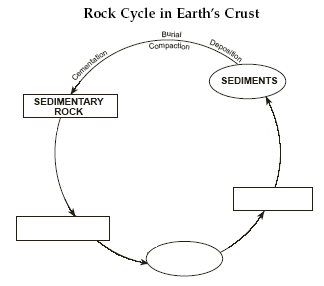 Rock Cycle in Earth's Crust
Burial
Compaction
Deposition
Cementation
SEDIMENTS
SEDIMENTARY
ROCK